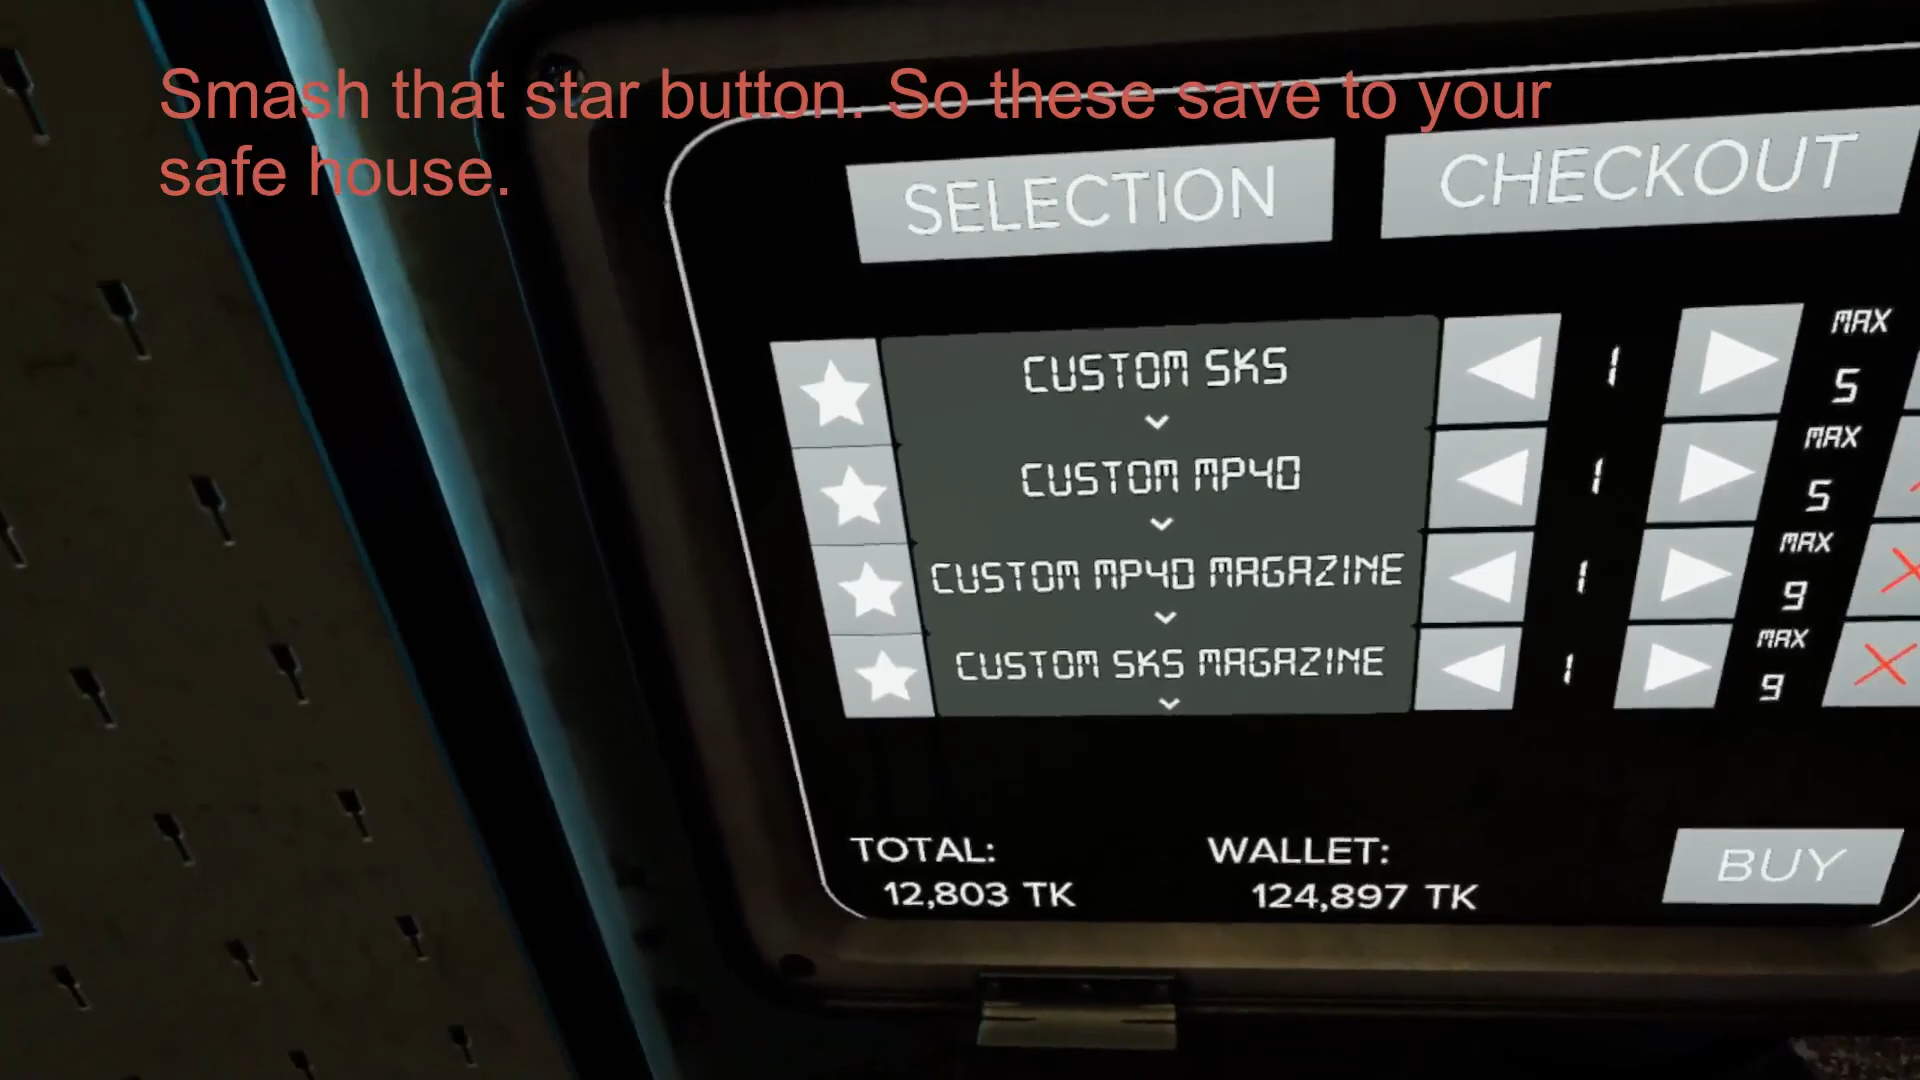 Smash that star button. So these save to your
safe house.
SELECTION
CHECKOUT
CUSTOM SKS
1
MAX
5
CUSTOM MP40
1
MAX
5
CUSTOM MP40 MAGAZINE
1
MAX
9
CUSTOM SKS MAGAZINE
1
MAX
9
TOTAL:
12,803 TK
WALLET:
124,897 TK
BUY